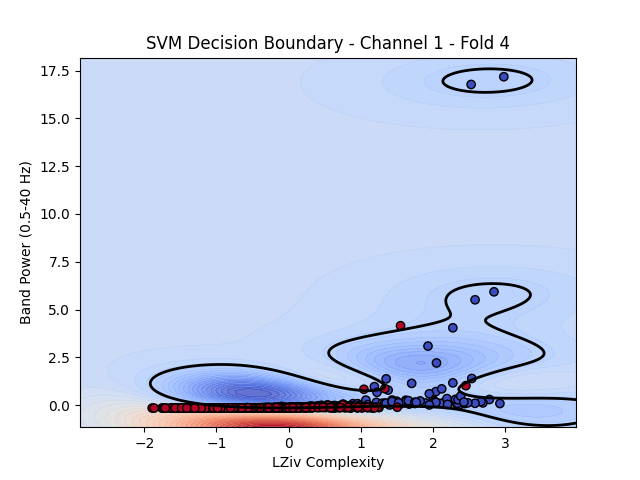 SVM Decision Boundary - Channel 1 - Fold 4
17.5
15.0
12.5
10.0
7.5
5.0
2.5
0.0
Band Power (0.5-40 Hz)
−2 −1 0 1 2 3
LZiv Complexity